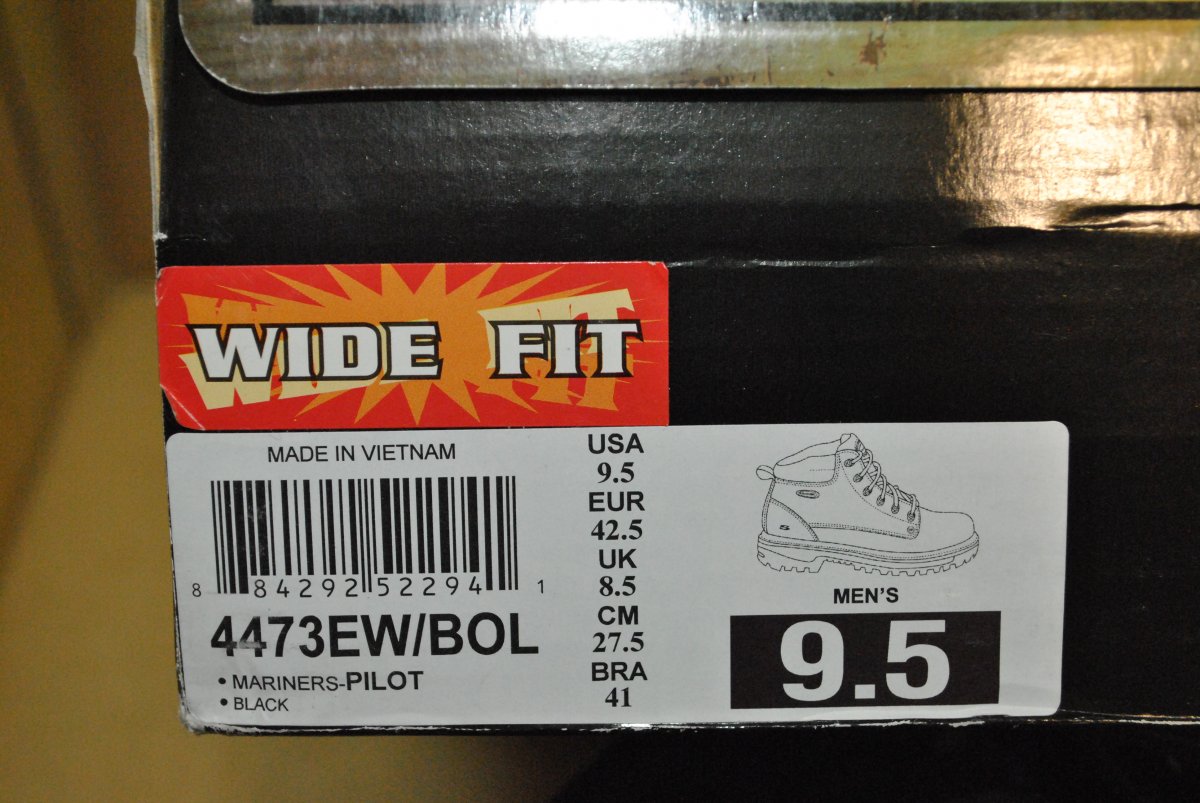 WIDE FIT
MADE IN VIETNAM
8 84292 52294 1
4473EW/BOL
• MARINERS-PILOT
• BLACK
USA
9.5
EUR
42.5
UK
8.5
CM
27.5
BRA
41
MEN'S
9.5